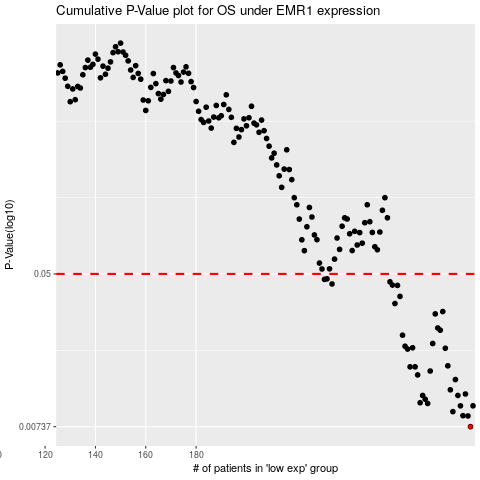 Cumulative P-Value plot for OS under EMR1 expression
P-Value(log10)
0.05
0.00737
0
120
140
160
180
# of patients in 'low exp' group